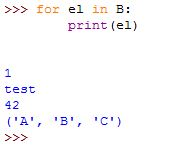 >>> for el in B:
        print(el)
1
test
42
('A', 'B', 'C')
>>>